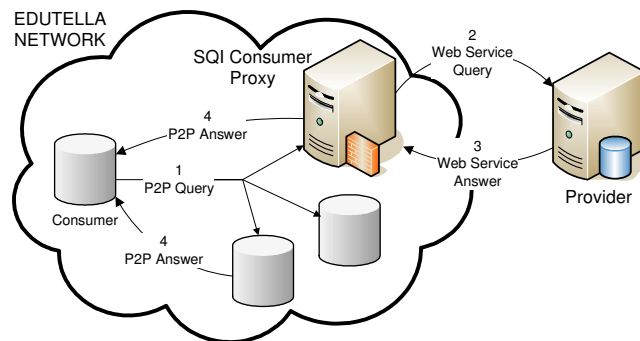 EDUTELLA
NETWORK
SQI Consumer
Proxy
2
Web Service
Query
4
P2P Answer
3
Web Service
Answer
1
P2P Query
Consumer
Provider
4
P2P Answer